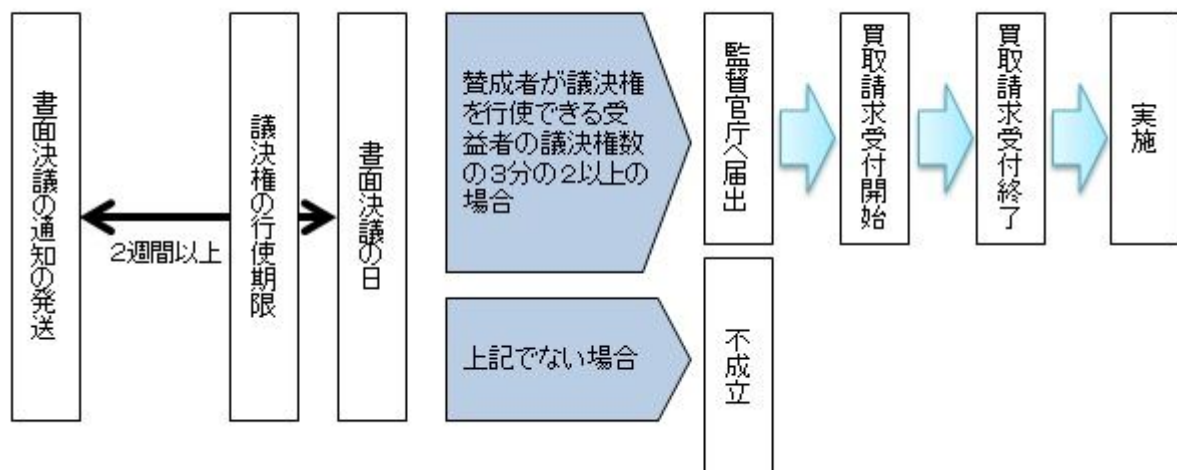 書面決議の通知の発送
2週間以上
議決権の行使期限
書面決議の日
賛成者が議決権
を行使できる受
益者の議決権数
の3分の2以上の
場合
上記でない場合
監督官庁へ届出
不成立
買取請求受付開始
買取請求受付終了
実施